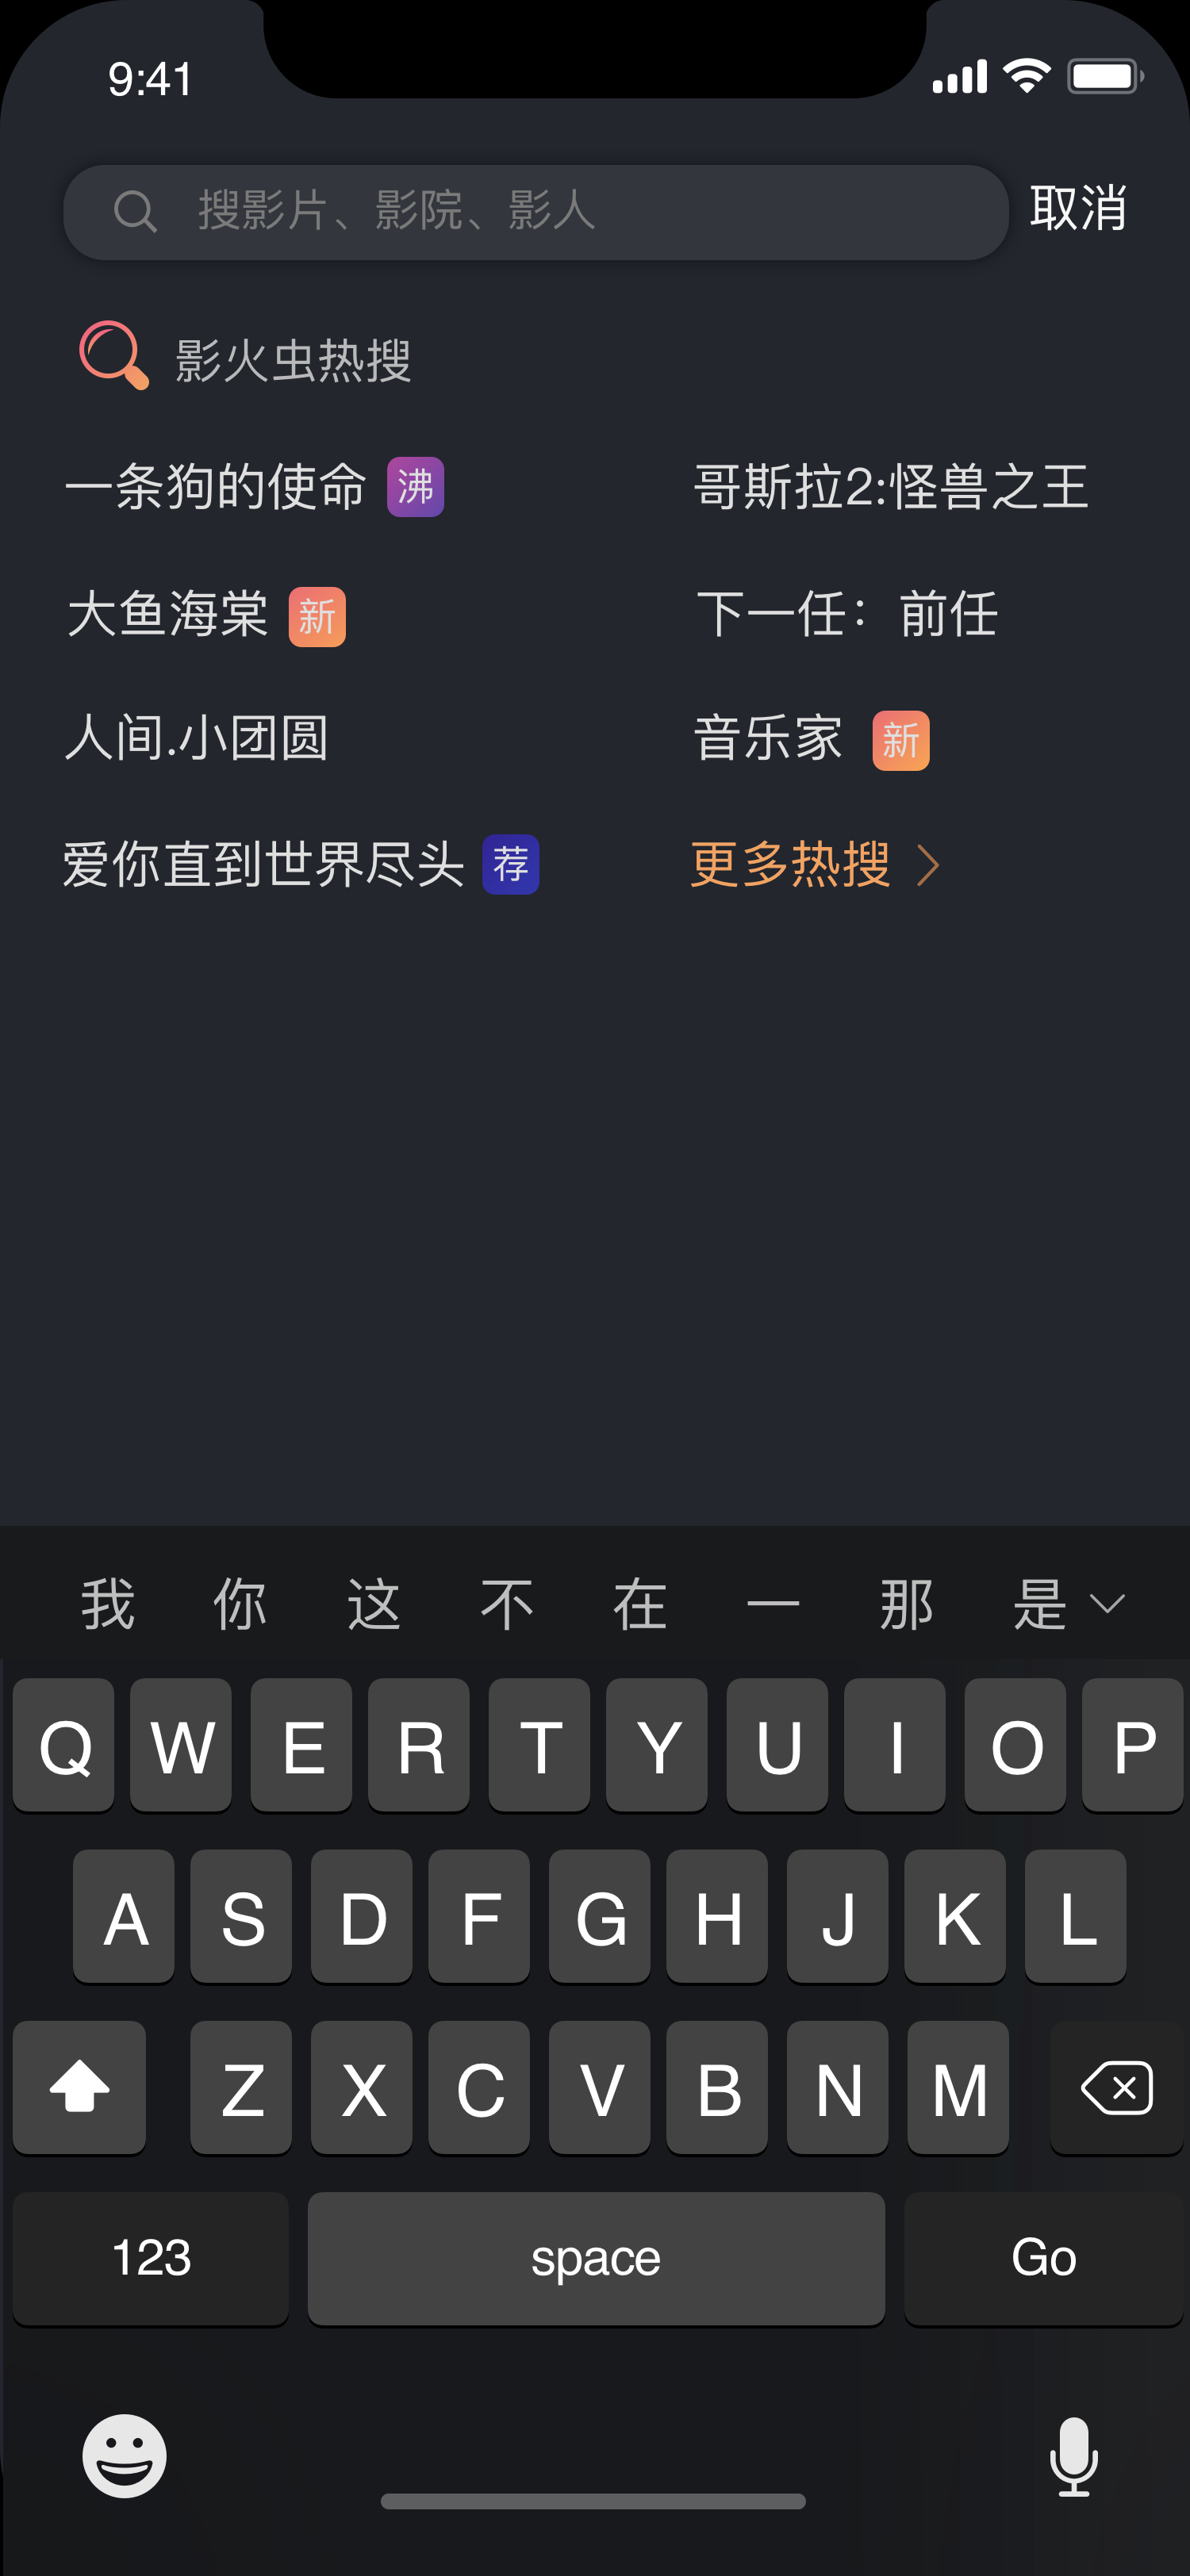 9:41
搜影片、影院、影人 取消
影火虫热搜
一条狗的使命 沸 哥斯拉2:怪兽之王
大鱼海棠 新 下一任：前任
人间.小团圆 音乐家 新
爱你直到世界尽头 荐 更多热搜
我 你 这 不 在 一 那 是
Q W E R T Y U I O P
A S D F G H J K L
Z X C V B N M
123 space Go